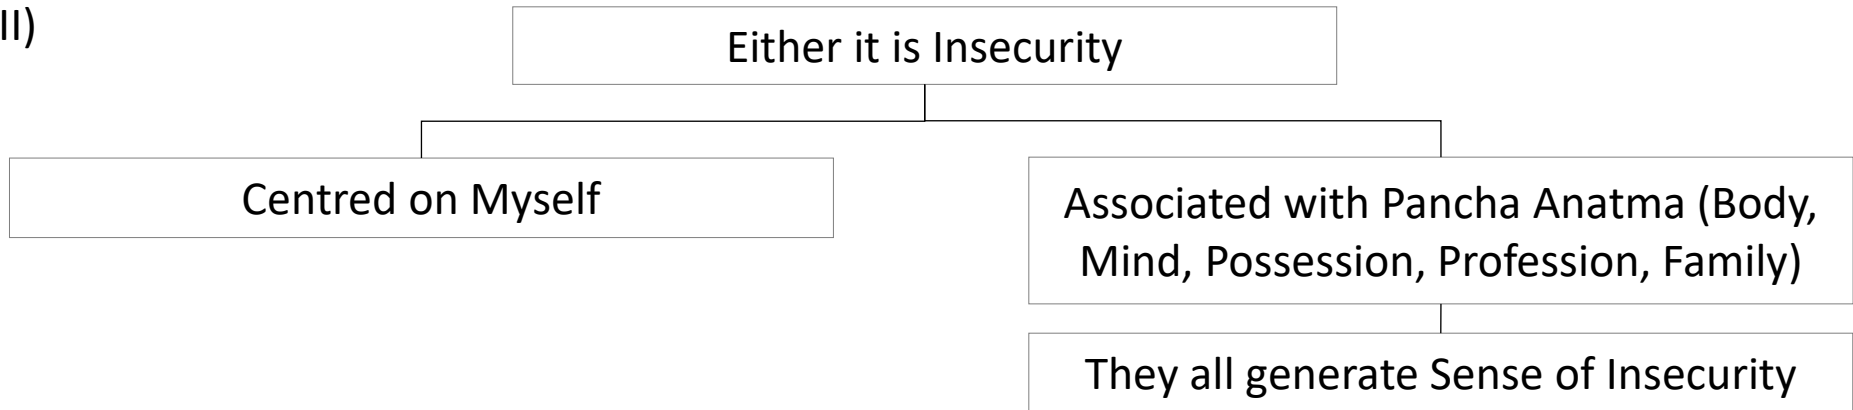 II)
Either it is Insecurity
Centred on Myself
Associated with Pancha Anatma (Body,
Mind, Possession, Profession, Family)
They all generate Sense of Insecurity